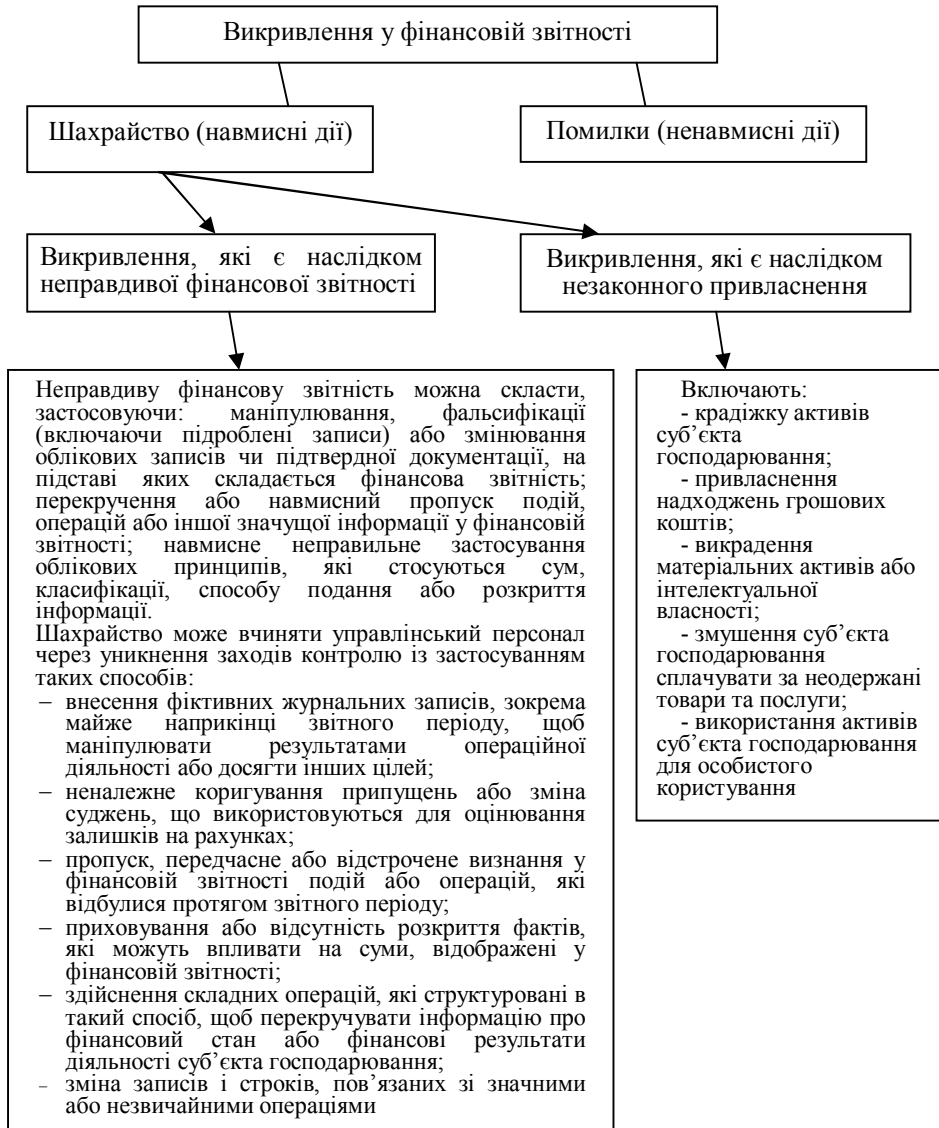 Викривлення у фінансовій звітності
Шахрайство (навмисні дії)
Помилки (ненавмисні дії)
Викривлення, які є наслідком
неправдивої фінансової звітності
Викривлення, які є наслідком
незаконного привласнення
Неправдиву фінансову звітність можна скласти,
застосовуючи: маніпулювання, фальсифікації
(включаючи підроблені записи) або змінювання
облікових записів чи підтвердної документації, на
підставі яких складається фінансова звітність;
перекручення або навмисний пропуск подій,
операцій або іншої значущої інформації у фінансовій
звітності; навмисне неправильне застосування
облікових принципів, які стосуються сум,
класифікації, способу подання або розкриття
інформації.
Шахрайство може вчиняти управлінський персонал
через уникнення заходів контролю із застосуванням
таких способів:
– внесення фіктивних журнальних записів, зокрема
майже наприкінці звітного періоду, щоб
маніпулювати результатами операційної
діяльності або досягти інших цілей;
– неналежне коригування припущень або зміна
суджень, що використовуються для оцінювання
залишків на рахунках;
– пропуск, передчасне або відстрочене визнання у
фінансовій звітності подій або операцій, які
відбулися протягом звітного періоду;
– приховування або відсутність розкриття фактів,
які можуть впливати на суми, відображені у
фінансовій звітності;
– здійснення складних операцій, які структуровані в
такий спосіб, щоб перекручувати інформацію про
фінансовий стан або фінансові результати
діяльності суб’єкта господарювання;
– зміна записів і строків, пов’язаних зі значними
або незвичайними операціями
Включають:
- крадіжку активів
суб’єкта
господарювання;
- привласнення
надходжень грошових
коштів;
- викрадення
матеріальних активів або
інтелектуальної
власності;
- змушення суб’єкта
господарювання
сплачувати за неодержані
товари та послуги;
- використання активів
суб’єкта господарювання
для особистого
користування